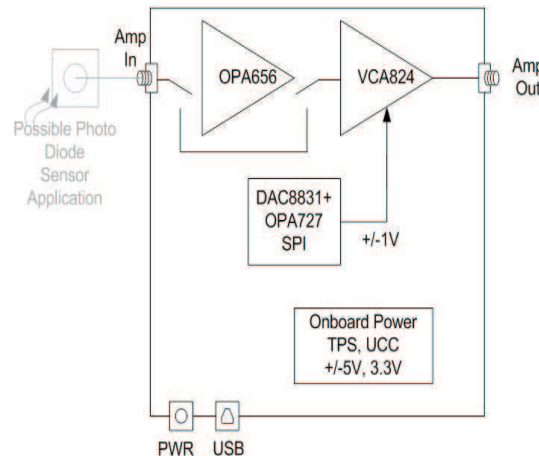 Amp
In
OPA656
VCA824
Amp
Out
Possible Photo
Diode
Sensor
Application
DAC8831+
OPA727
SPI
+/-1V
Onboard Power
TPS, UCC
+/-5V, 3.3V
PWR
USB